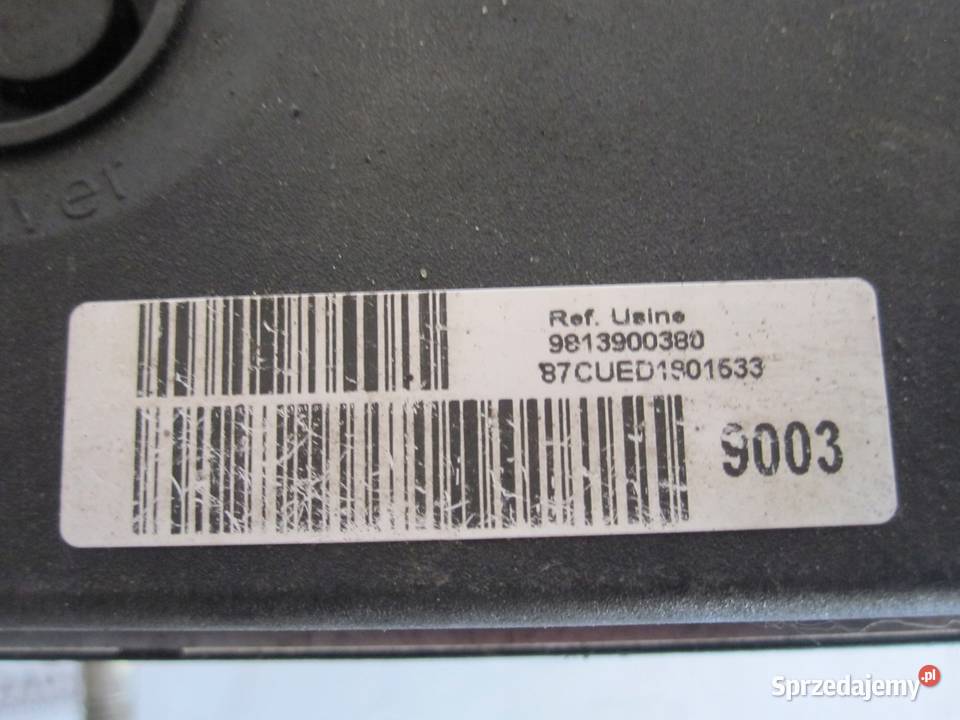 Ref. Usine
9813900380
87CUED1901533
9003
Sprzedajemy.pl